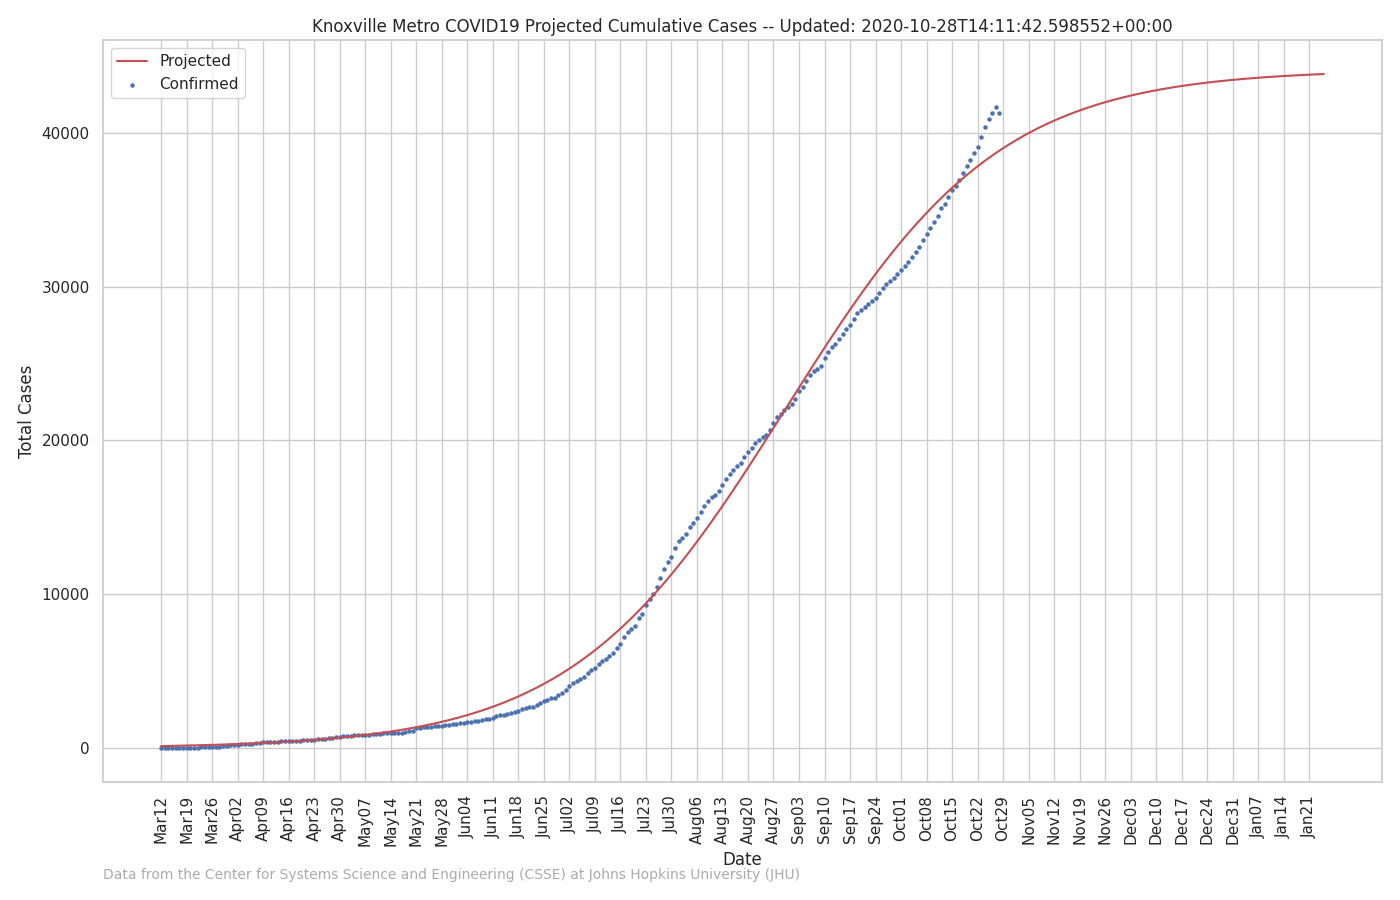 Knoxville Metro COVID19 Projected Cumulative Cases -- Updated: 2020-10-28T14:11:42.598552+00:00
Projected
Confirmed
40000
30000
20000
10000
0
Total Cases
Mar12
Mar19
Mar26
Apr02
Apr09
Apr16
Apr23
Apr30
May07
May14
May21
May28
Jun04
Jun11
Jun18
Jun25
Jul02
Jul09
Jul16
Jul23
Jul30
Aug06
Aug13
Aug20
Aug27
Sep03
Sep10
Sep17
Sep24
Oct01
Oct08
Oct15
Oct22
Oct29
Nov05
Nov12
Nov19
Nov26
Dec03
Dec10
Dec17
Dec24
Dec31
Jan07
Jan14
Jan21
Date
Data from the Center for Systems Science and Engineering (CSSE) at Johns Hopkins University (JHU)